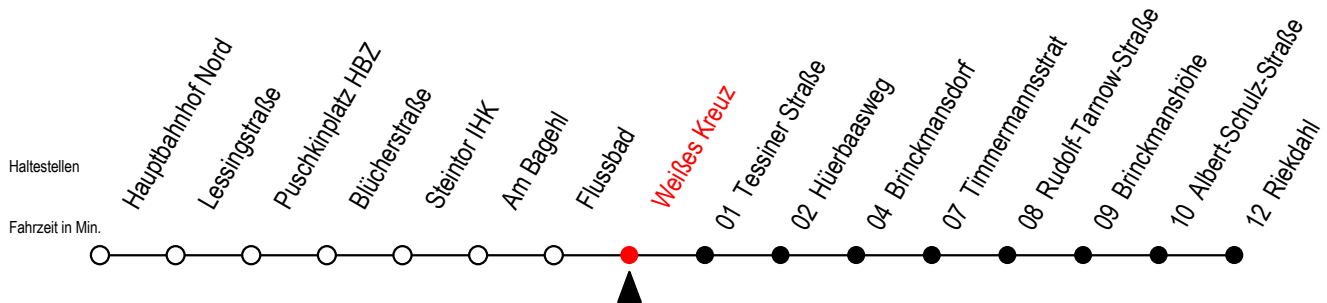 Haltestellen
Hauptbahnhof Nord
Lessingstraße
Puschkinplatz HBZ
Blücherstraße
Steintor IHK
Am Bagehl
Flussbad
Weißes Kreuz
01 Tessiner Straße
02 Hüerbaasweg
04 Brinckmansdorf
07 Timmermannsstrat
08 Rudolf-Tarnow-Straße
09 Brinckmanshöhe
10 Albert-Schulz-Straße
12 Riekdahl
Fahrzeit in Min.